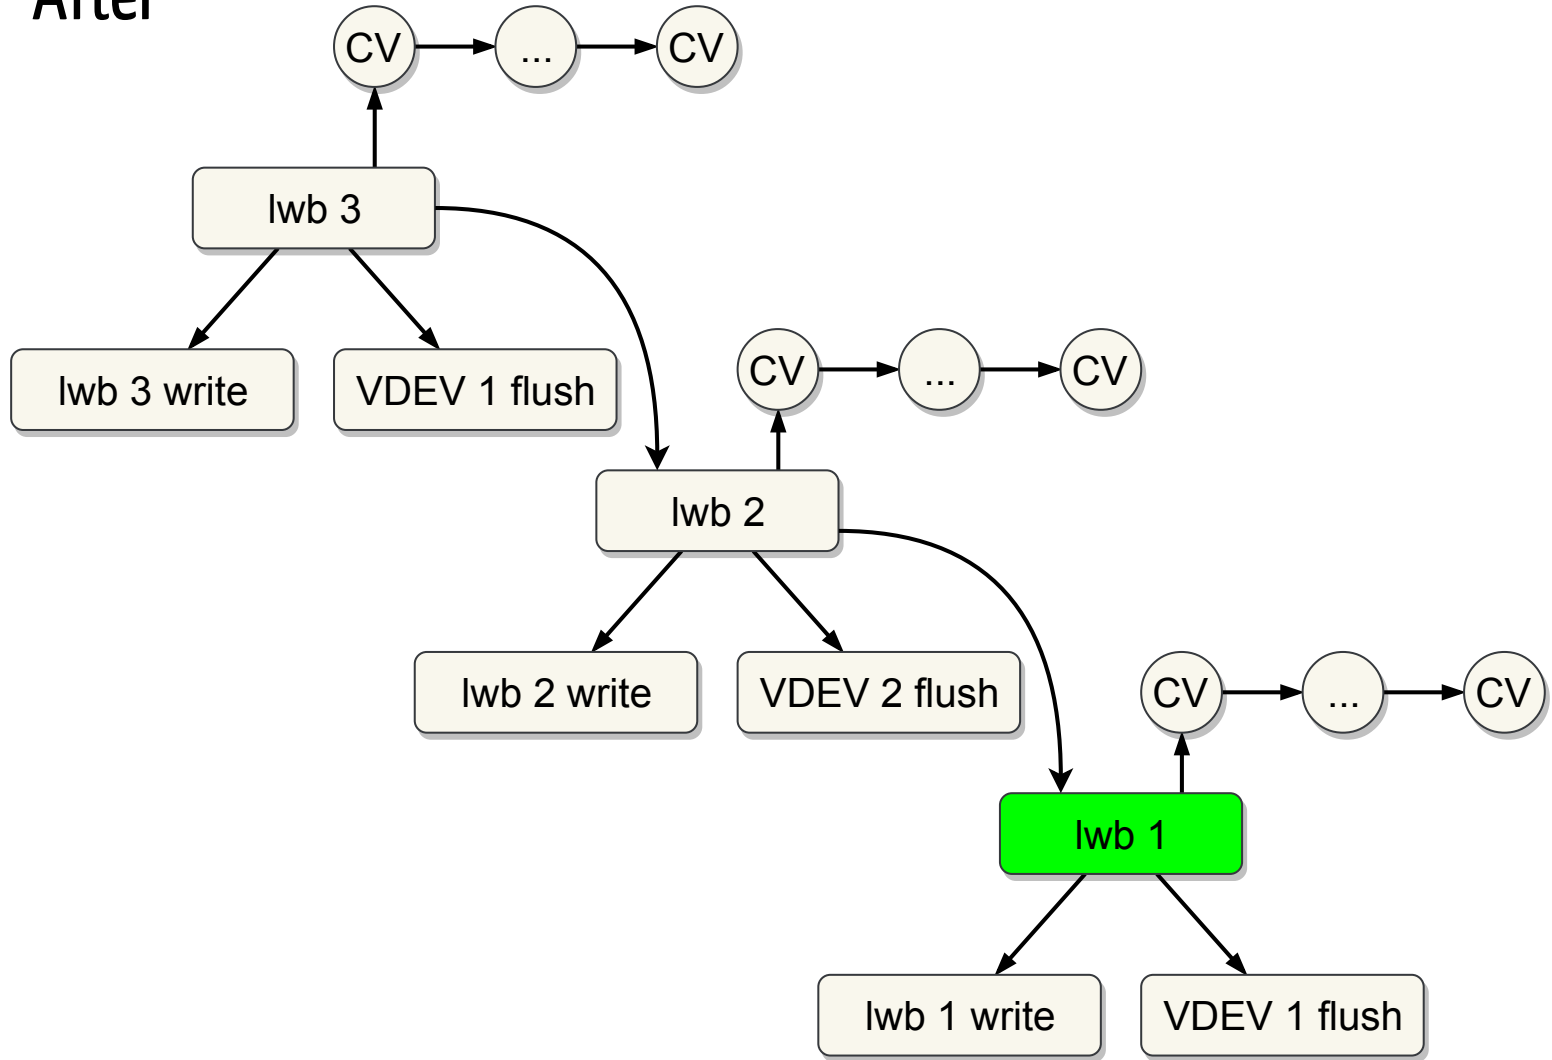 After
CV ... CV
lwb 3
lwb 3 write VDEV 1 flush
CV ... CV
lwb 2
lwb 2 write VDEV 2 flush
CV ... CV
lwb 1
lwb 1 write VDEV 1 flush